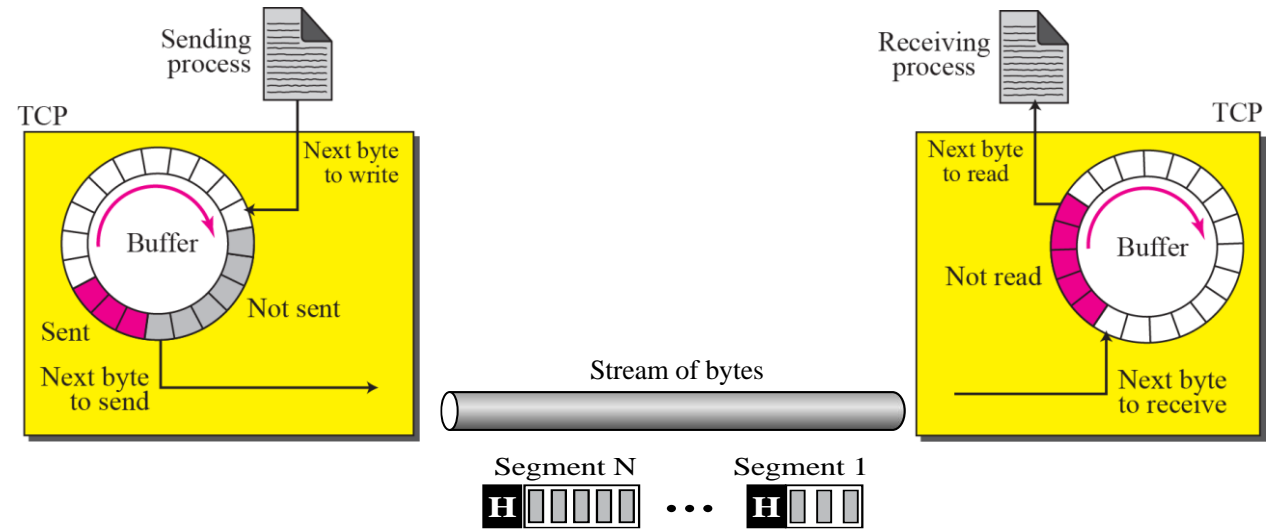 Sending
process
Receiving
process
TCP
TCP
Next byte
to write
Next byte
to read
Buffer
Buffer
Not sent
Not read
Sent
Next byte
to send
Stream of bytes
Next byte
to receive
Segment N
Segment 1
H
H